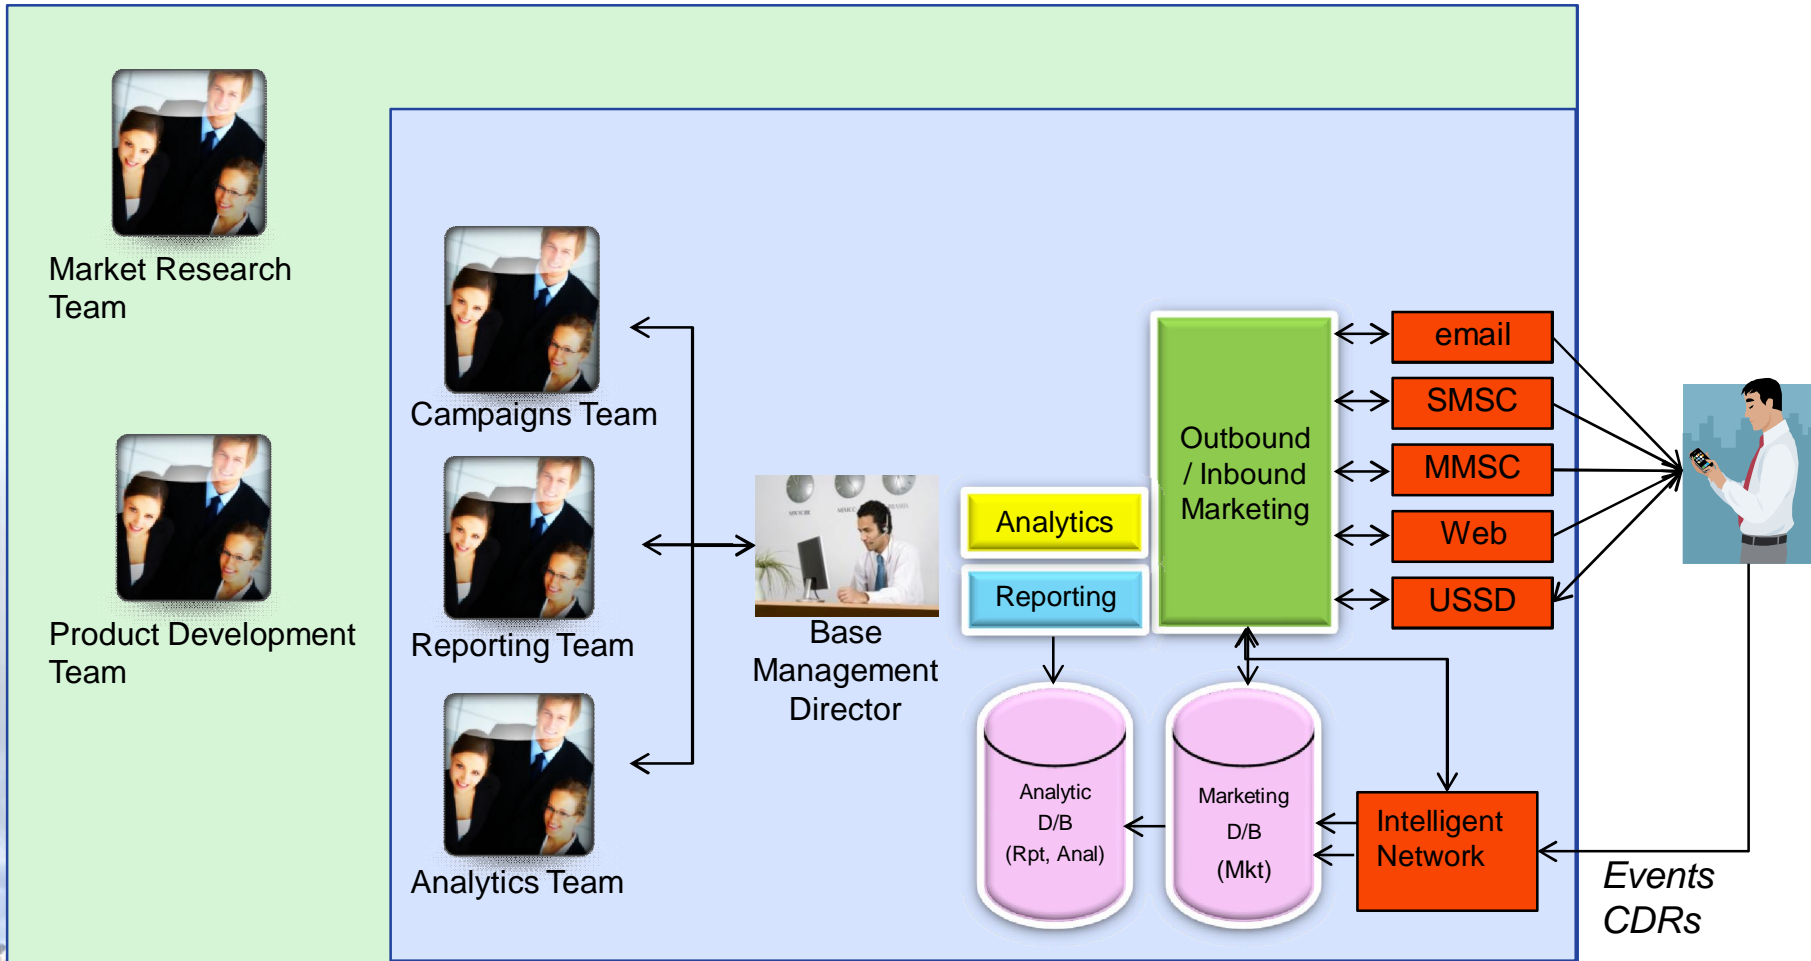 Market Research
Team
Product Development
Team
Campaigns Team
Reporting Team
Analytics Team
Base
Management
Director
Analytics
Reporting
Outbound
/ Inbound
Marketing
email
SMSC
MMSC
Web
USSD
Analytic
D/B
(Rpt, Anal)
Marketing
D/B
(Mkt)
Intelligent
Network
Events
CDRs